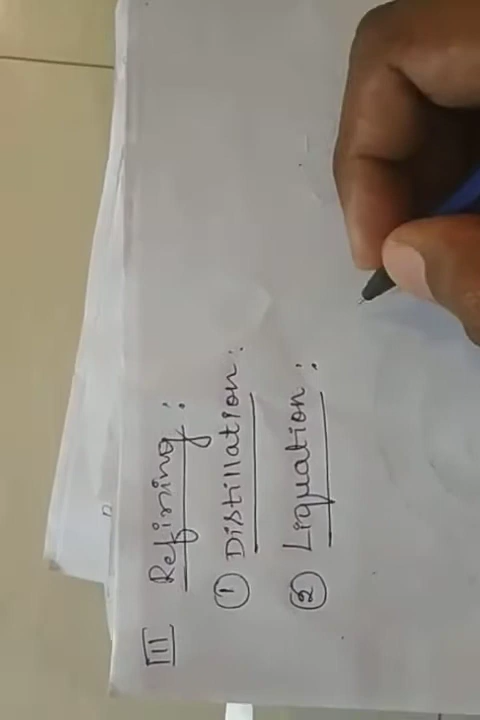 III Refining :
① Distillation :
② Liquation :